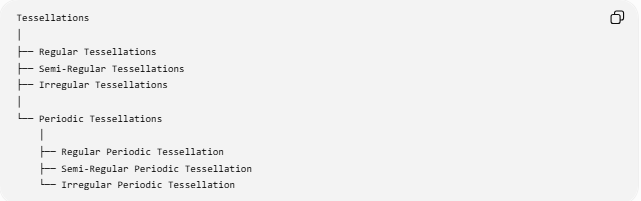 Tessellations
│
├── Regular Tessellations
├── Semi-Regular Tessellations
├── Irregular Tessellations
│
└── Periodic Tessellations
    │
    ├── Regular Periodic Tessellation
    ├── Semi-Regular Periodic Tessellation
    └── Irregular Periodic Tessellation